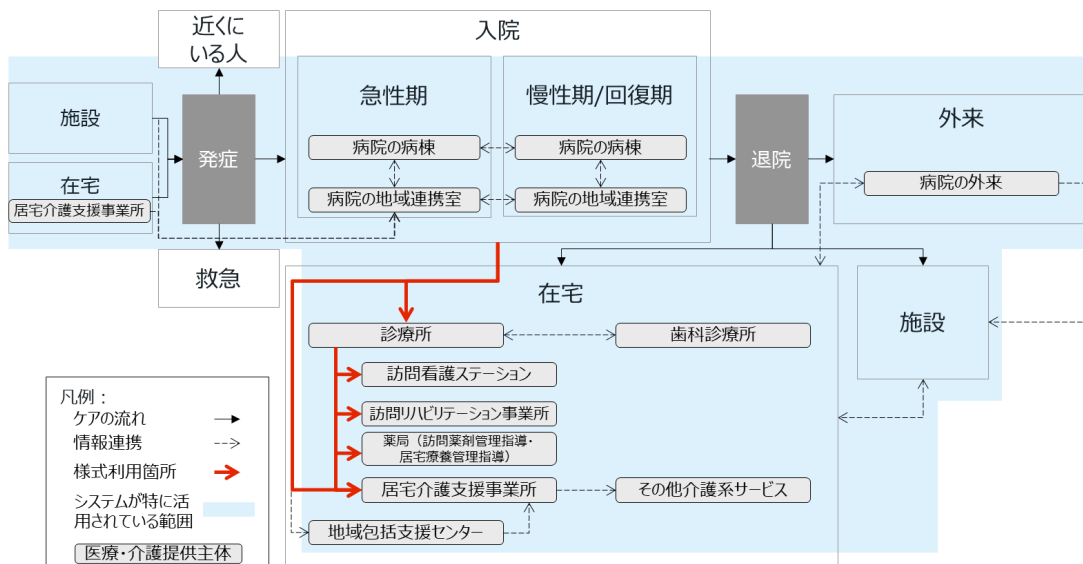 近くに
いる人
入院
施設
発症
急性期
慢性期/回復期
退院
外来
病院の病棟
病院の病棟
病院の外来
在宅
居宅介護支援事業所
病院の地域連携室
病院の地域連携室
救急
在宅
施設
診療所
歯科診療所
訪問看護ステーション
訪問リハビリテーション事業所
薬局（訪問薬剤管理指導・
居宅療養管理指導）
居宅介護支援事業所
その他介護系サービス
地域包括支援センター
凡例：
ケアの流れ
情報連携
様式利用箇所
システムが特に活
用されている範囲
医療・介護提供主体